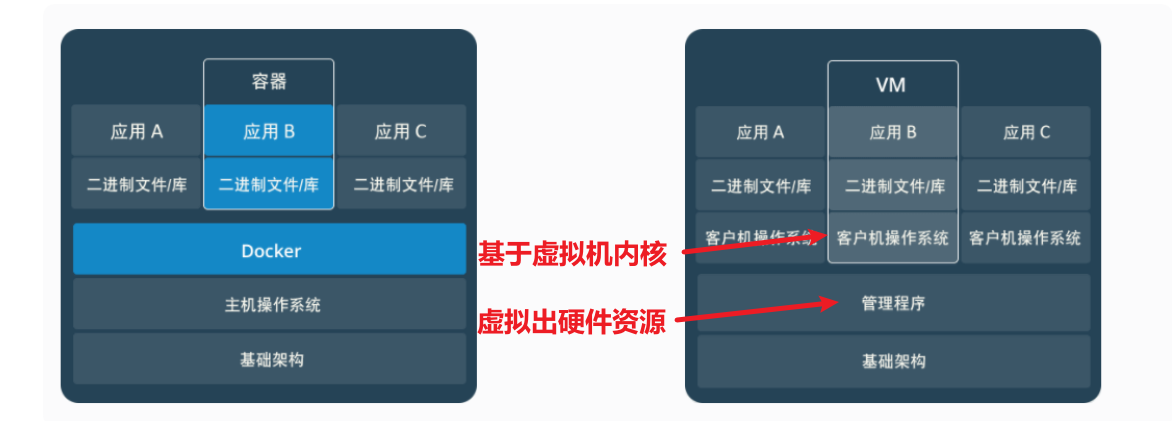 容器
应用 A
应用 B
应用 C
二进制文件/库
二进制文件/库
二进制文件/库
Docker
主机操作系统
基础架构
基于虚拟机内核
虚拟出硬件资源
VM
应用 A
应用 B
应用 C
二进制文件/库
二进制文件/库
二进制文件/库
客户机操作系统
客户机操作系统
客户机操作系统
管理程序
基础架构